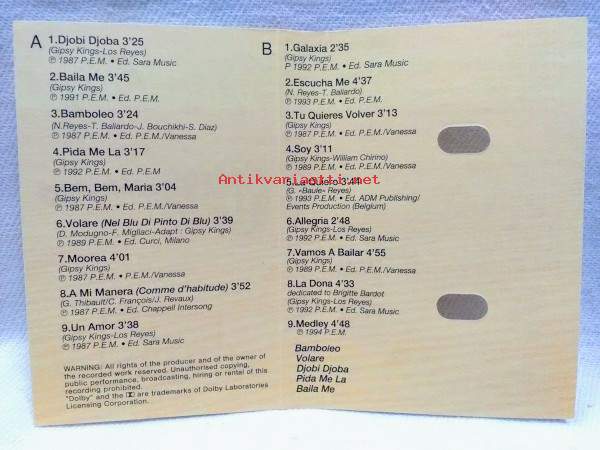 A
1.Djobi Djoba 3'25
(Gipsy Kings-Los Reyes)
℗ 1987 P.E.M. • Ed. Sara Music
2.Baila Me 3'45
(Gipsy Kings)
℗ 1991 P.E.M. • Ed. P.E.M.
3.Bamboleo 3'24
(N.Reyes-T. Baliardo-J. Bouchikhi-S. Diaz)
℗ 1987 P.E.M. • Ed. P.E.M./Vanessa
4.Pida Me La 3'17
(Gipsy Kings)
℗ 1992 P.E.M. • Ed. P.E.M
5.Bem, Bem, Maria 3'04
(Gipsy Kings)
℗ 1987 P.E.M. • Ed. P.E.M./Vanessa
6.Volare (Nel Blu Di Pinto Di Blu) 3'39
(D. Modugno-F. Migliaci-Adapt : Gipsy Kings)
℗ 1989 P.E.M. • Ed. Curci, Milano
7.Moorea 4'01
(Gipsy Kings)
℗ 1987 P.E.M. • P.E.M./Vanessa
8.A Mi Manera (Comme d'habitude) 3'52
(G. Thibault/C. François/J. Revaux)
℗ 1987 P.E.M. • Ed. Chappell Intersong
9.Un Amor 3'38
(Gipsy Kings-Los Reyes)
℗ 1987 P.E.M. • Ed. Sara Music
WARNING: All rights of the producer and of the owner of
the recorded work reserved. Unauthorised copying,
public performance, broadcasting, hiring or rental of this
recording prohibited.
"Dolby" and the are trademarks of Dolby Laboratories
Licensing Corporation.
B
1.Galaxia 2'35
(Gipsy Kings)
P 1992 P.E.M. • Ed. Sara Music
2.Escucha Me 4'37
(N. Reyes-T. Baliardo)
℗ 1993 P.E.M. • Ed. P.E.M.
3.Tu Quieres Volver 3'13
(Gipsy Kings)
℗ 1987 P.E.M. • Ed. P.E.M./Vanessa
4.Soy 3'11
(Gipsy Kings-William Chirino)
℗ 1989 P.E.M. • Ed. P.E.M./Vanessa
5.La Quiero 3'44
(G. «Baule» Reyes)
℗ 1993 P.E.M. • Ed. ADM Publishing/
Events Production (Belgium)
6.Allegria 2'48
(Gipsy Kings-Los Reyes)
℗ 1992 P.E.M. • Ed. Sara Music
7.Vamos A Bailar 4'55
(Gipsy Kings)
℗ 1989 P.E.M. • Ed. P.E.M./Vanessa
8.La Dona 4'33
dedicated to Brigitte Bardot
(Gipsy Kings-Los Reyes)
℗ 1992 P.E.M. • Ed. Sara Music
9.Medley 4'48
℗ 1994 P.E.M.
Bamboleo
Volare
Djobi Djoba
Pida Me La
Baila Me
Antikvariaatti.net